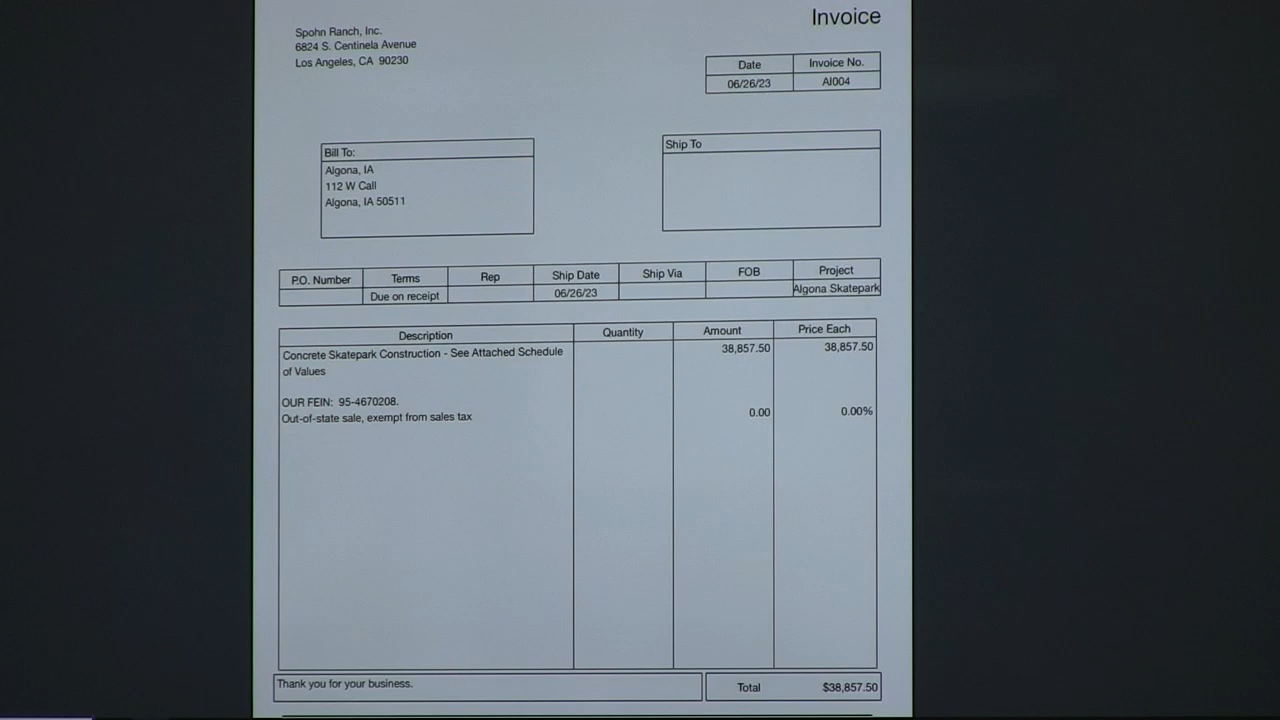 Invoice
Spohn Ranch, Inc.
6824 S. Centinela Avenue
Los Angeles, CA 90230
Date Invoice No.
06/26/23 AI004
Bill To:
Algona, IA
112 W Call
Algona, IA 50511
Ship To
P.O. Number Terms Rep Ship Date Ship Via FOB Project
Due on receipt 06/26/23 Algona Skatepark
Description Quantity Amount Price Each
Concrete Skatepark Construction - See Attached Schedule 38,857.50 38,857.50
of Values
OUR FEIN: 95-4670208.
Out-of-state sale, exempt from sales tax 0.00 0.00%
Thank you for your business.
Total $38,857.50